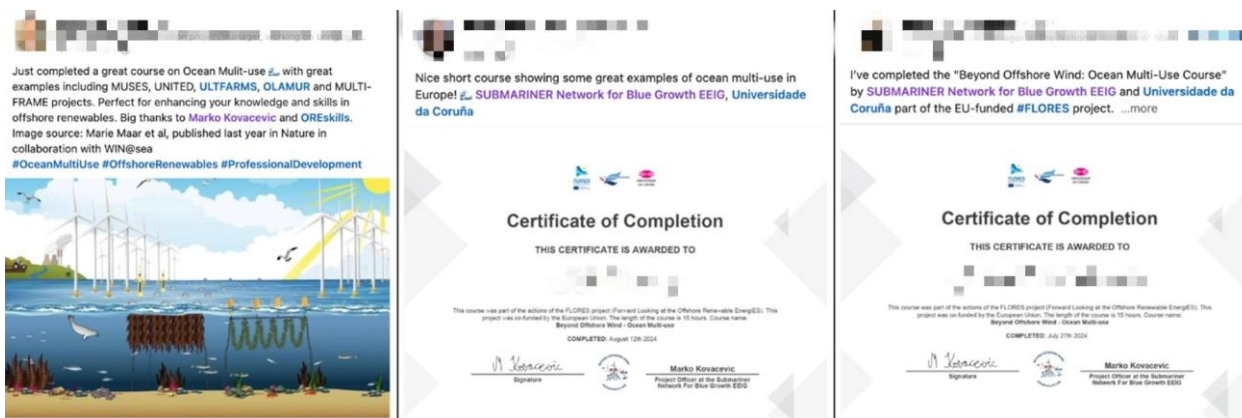 Just completed a great course on Ocean Mulit-use with great
examples including MUSES, UNITED, ULTFARMS, OLAMUR and MULTI-
FRAME projects. Perfect for enhancing your knowledge and skills in
offshore renewables. Big thanks to Marko Kovacevic and OREskills.
Image source: Marie Maar et al, published last year in Nature in
collaboration with WIN@sea
#OceanMultiUse #OffshoreRenewables #ProfessionalDevelopment
Nice short course showing some great examples of ocean multi-use in
Europe! SUBMARINER Network for Blue Growth EEIG, Universidade
da Coruña
FLORES
Certificate of Completion
THIS CERTIFICATE IS AWARDED TO
This course was part of the actions of the FLORES project (Forward Looking at the Offshore Renewable EnergiES). This
project was co-funded by the European Union. The length of the course is 15 hours. Course name:
Beyond Offshore Wind - Ocean Multi-use
COMPLETED: August 12th 2024
M Kovacevic
Signature
Marko Kovacevic
Project Officer at the Submariner
Network For Blue Growth EEIG
I've completed the "Beyond Offshore Wind: Ocean Multi-Use Course"
by SUBMARINER Network for Blue Growth EEIG and Universidade da
Coruña part of the EU-funded #FLORES project. ...more
FLORES
Certificate of Completion
THIS CERTIFICATE IS AWARDED TO
This course was part of the actions of the FLORES project (Forward Looking at the Offshore Renewable EnergiES). This
project was co-funded by the European Union. The length of the course is 15 hours. Course name:
Beyond Offshore Wind - Ocean Multi-use
COMPLETED: July 27th 2024
M Kovacevic
Signature
Marko Kovacevic
Project Officer at the Submariner
Network For Blue Growth EEIG